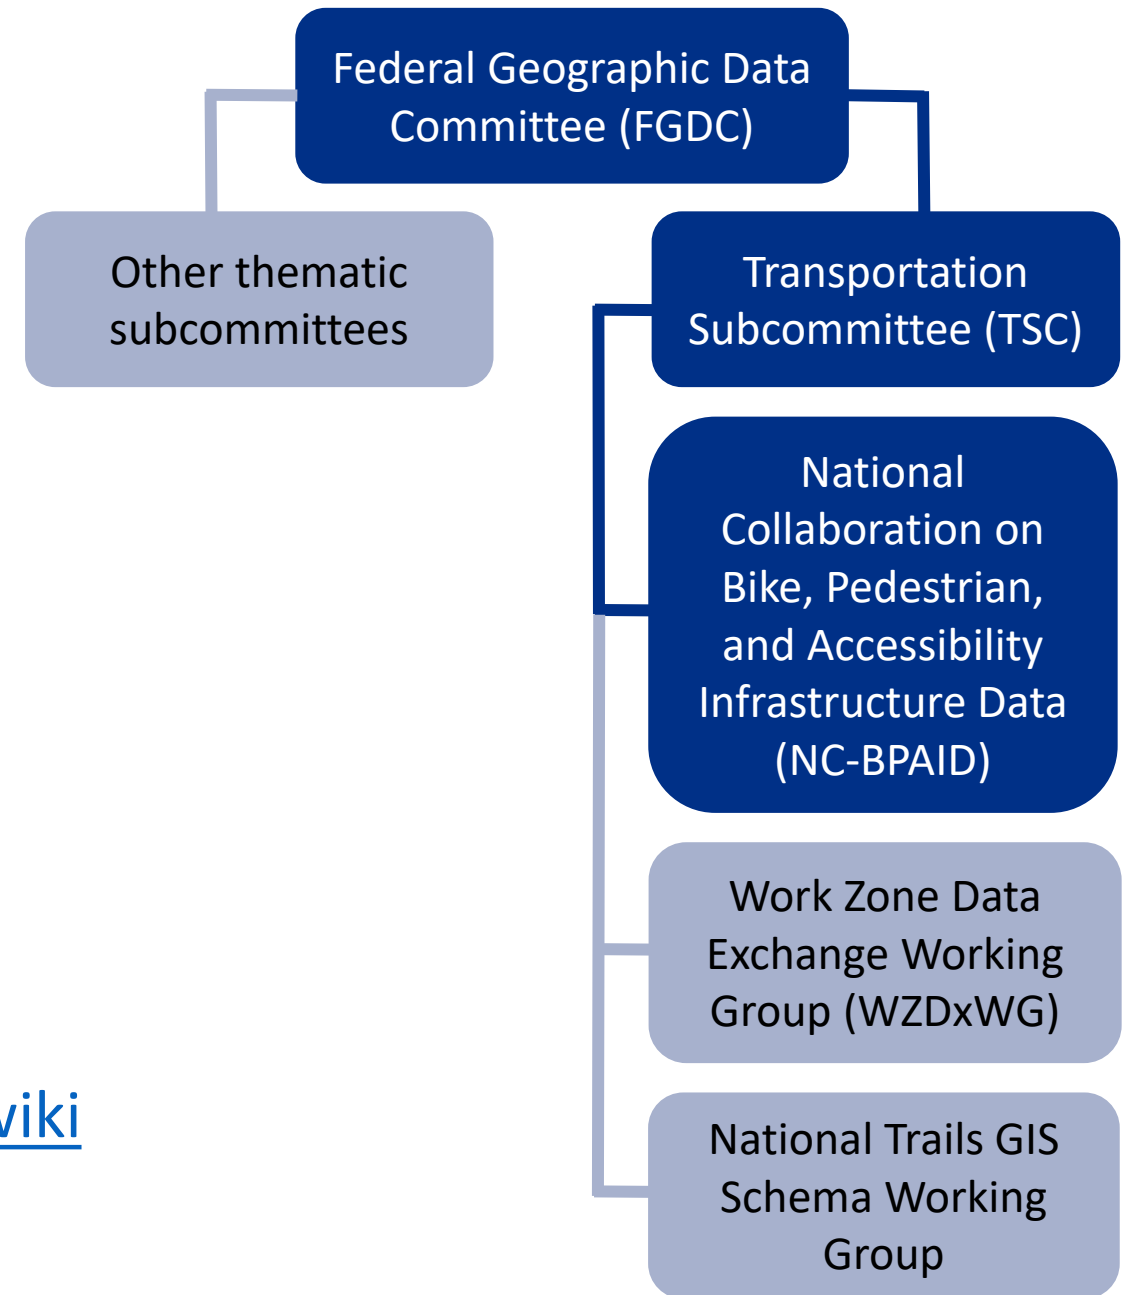 Federal Geographic Data
Committee (FGDC)
Other thematic
subcommittees
Transportation
Subcommittee (TSC)
National
Collaboration on
Bike, Pedestrian,
and Accessibility
Infrastructure Data
(NC-BPAID)
Work Zone Data
Exchange Working
Group (WZDxWG)
wiki
National Trails GIS
Schema Working
Group